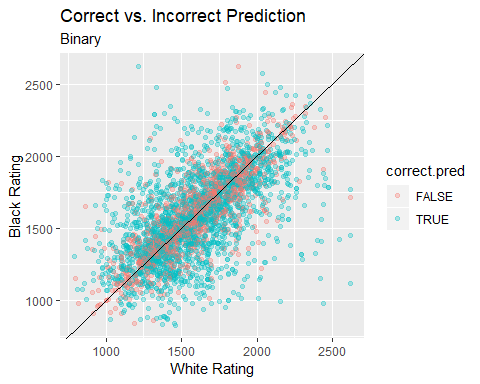 Correct vs. Incorrect Prediction
Binary
2500
2000
1500
1000
Black Rating
1000 1500 2000 2500
White Rating
correct.pred
FALSE
TRUE